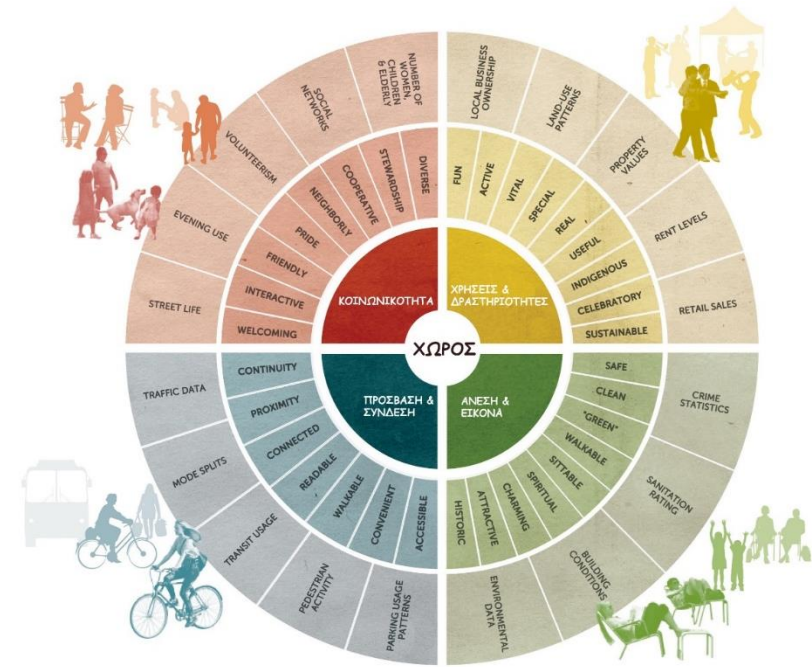 ΧΩΡΟΣ
ΚΟΙΝΩΝΙΚΟΤΗΤΑ
ΧΡΗΣΕΙΣ &
ΔΡΑΣΤΗΡΙΟΤΗΤΕΣ
ΠΡΟΣΒΑΣΗ &
ΣΥΝΔΕΣΗ
ΑΝΕΣΗ &
ΕΙΚΟΝΑ
WELCOMING
INTERACTIVE
FRIENDLY
PRIDE
NEIGHBORLY
COOPERATIVE
STEWARDSHIP
DIVERSE
STREET LIFE
EVENING USE
VOLUNTEERISM
SOCIAL
NETWORKS
NUMBER OF
WOMEN,
CHILDREN
& ELDERLY
FUN
ACTIVE
VITAL
SPECIAL
REAL
USEFUL
INDIGENOUS
CELEBRATORY
SUSTAINABLE
LOCAL BUSINESS
OWNERSHIP
LAND-USE
PATTERNS
PROPERTY
VALUES
RENT LEVELS
RETAIL SALES
SAFE
CLEAN
"GREEN"
WALKABLE
SITTABLE
SPIRITUAL
CHARMING
ATTRACTIVE
HISTORIC
CRIME
STATISTICS
SANITATION
RATING
BUILDING
CONDITIONS
ENVIRONMENTAL
DATA
CONTINUITY
PROXIMITY
CONNECTED
READABLE
WALKABLE
CONVENIENT
ACCESSIBLE
TRAFFIC DATA
MODE SPLITS
TRANSIT USAGE
PEDESTRIAN
ACTIVITY
PARKING USAGE
PATTERNS